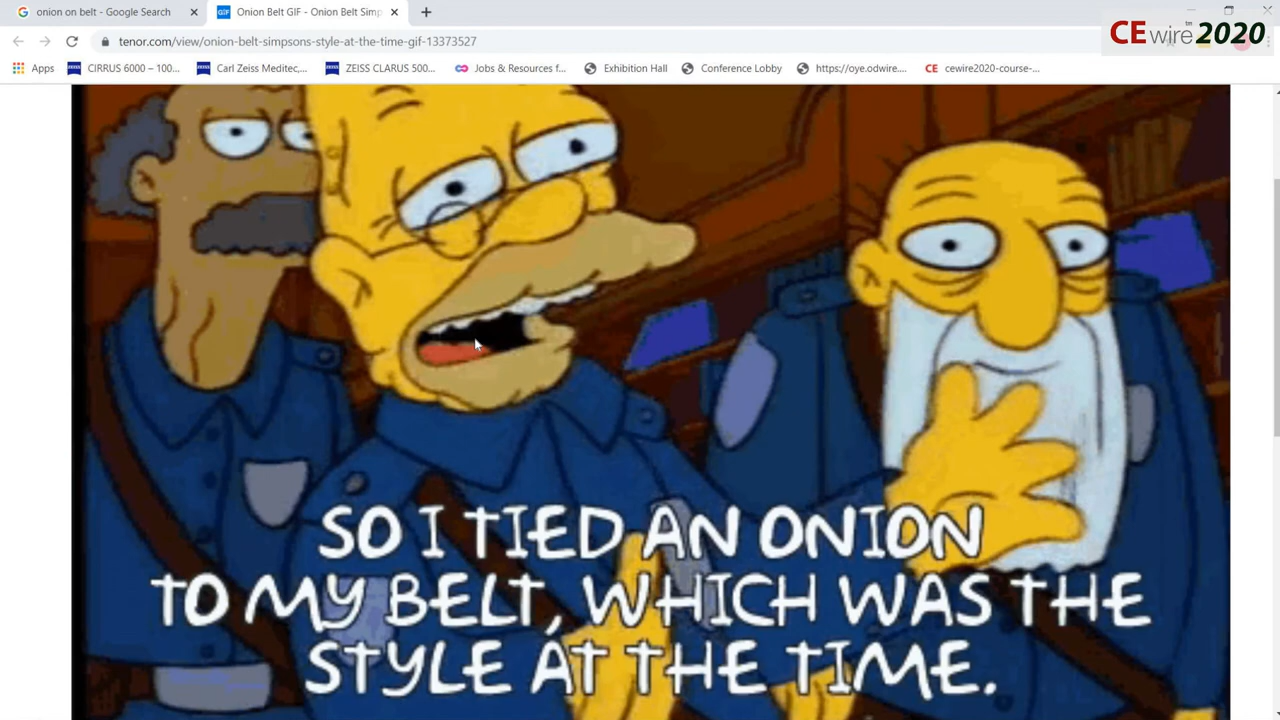 onion on belt - Google Search
Onion Belt GIF - Onion Belt Simp
tenor.com/view/onion-belt-simpsons-style-at-the-time-gif-13373527
CEwire™2020
Apps
CIRRUS 6000 – 100...
Carl Zeiss Meditec,...
ZEISS CLARUS 500...
Jobs & Resources f...
Exhibition Hall
Conference Lobby
https://oye.odwire....
CE cewire2020-course-...
SO I TIED AN ONION
TO MY BELT, WHICH WAS THE
STYLE AT THE TIME.